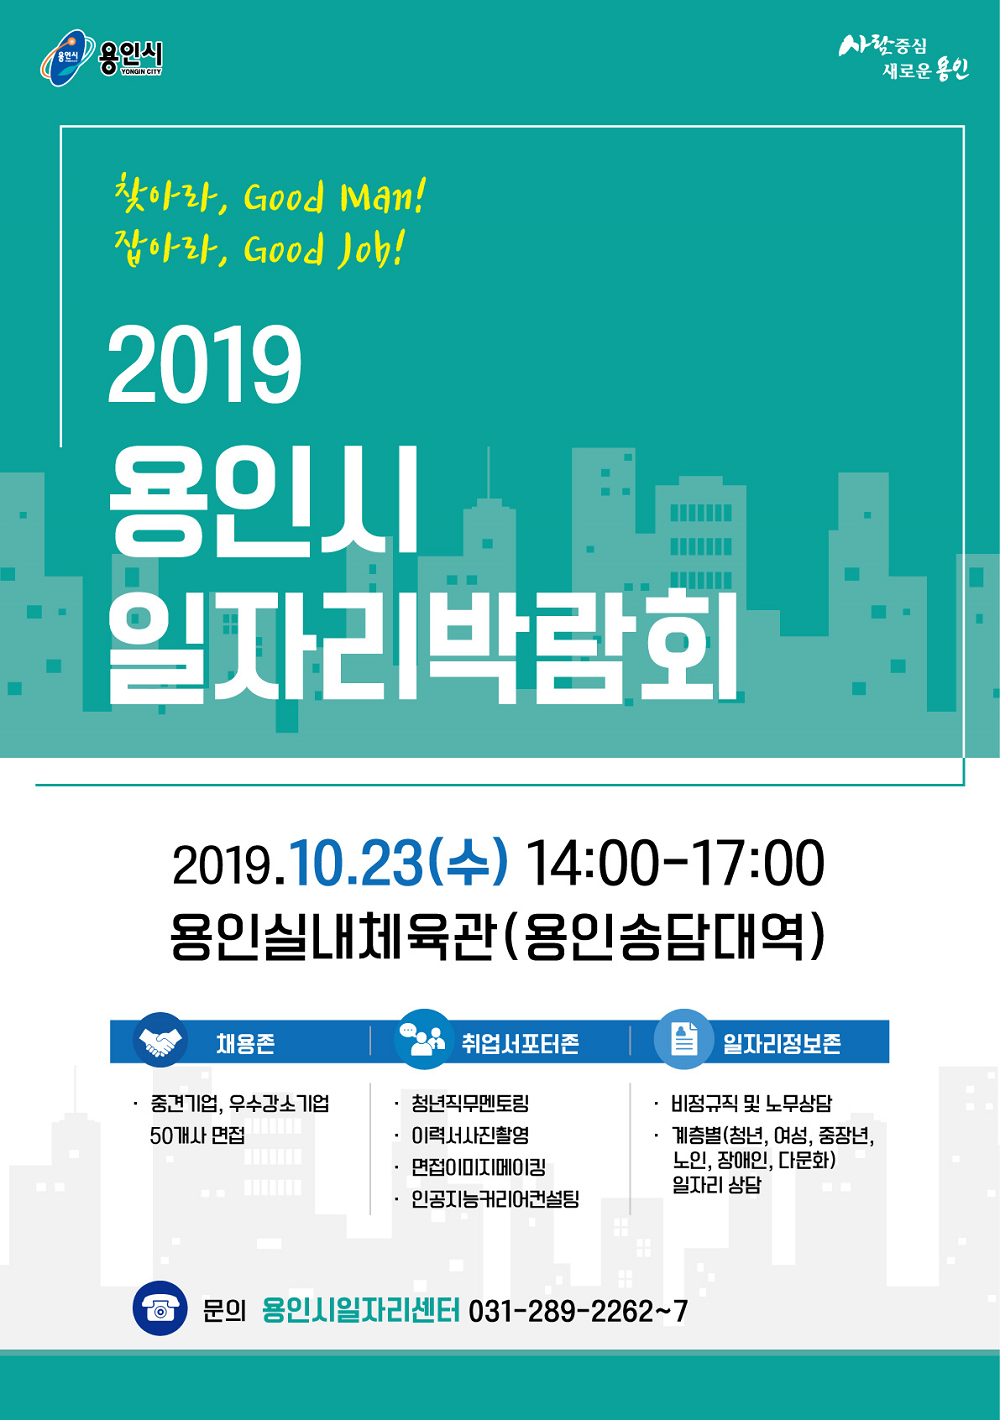 용인시
용인시
YONGIN CITY
사람중심
새로운 용인
찾아라, Good Man!
잡아라, Good Job!
2019
용인시
일자리박람회
2019.10.23(수) 14:00-17:00
용인실내체육관(용인송담대역)
채용존
· 중견기업, 우수강소기업
50개사 면접
취업서포터존
· 청년직무멘토링
· 이력서사진촬영
· 면접이미지메이킹
· 인공지능커리어컨설팅
일자리정보존
· 비정규직 및 노무상담
· 계층별(청년, 여성, 중장년,
노인, 장애인, 다문화)
일자리 상담
문의 용인시일자리센터 031-289-2262~7